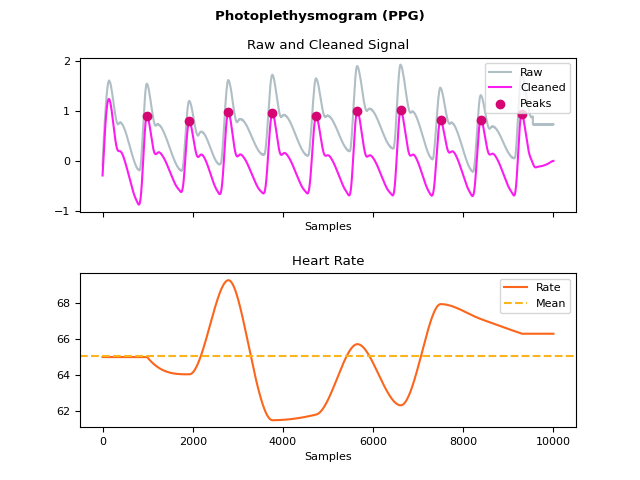 Photoplethysmogram (PPG)
Raw and Cleaned Signal
2
1
0
−1
Raw
Cleaned
Peaks
Samples
Heart Rate
68
66
64
62
Rate
Mean
0 2000 4000 6000 8000 10000
Samples